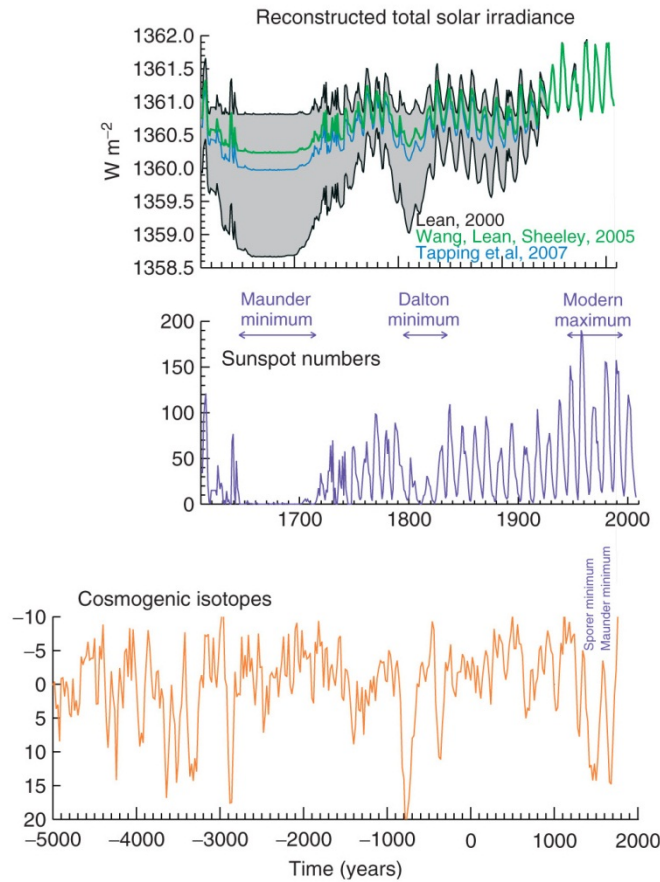 Reconstructed total solar irradiance
1362.0
1361.5
1361.0
1360.5
1360.0
1359.5
1359.0
1358.5
W m−2
Lean, 2000
Wang, Lean, Sheeley, 2005
Tapping et al, 2007
Maunder minimum
Dalton minimum
Modern maximum
Sunspot numbers
200
150
100
50
0
1700 1800 1900 2000
Cosmogenic isotopes
Sporer minimum
Maunder minimum
−10
−5
0
5
10
15
20
−5000 −4000 −3000 −2000 −1000 0 1000 2000
Time (years)